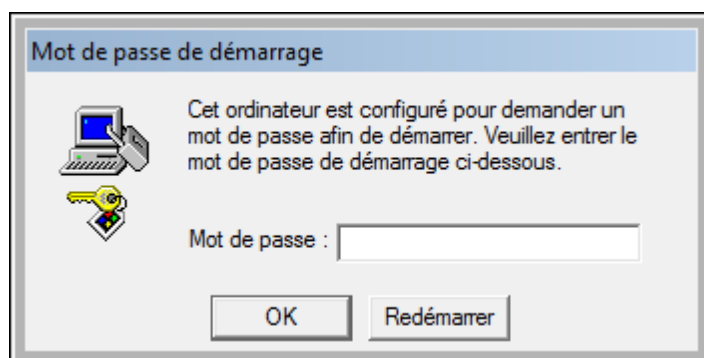 Mot de passe de démarrage
Cet ordinateur est configuré pour demander un
mot de passe afin de démarrer. Veuillez entrer le
mot de passe de démarrage ci-dessous.
Mot de passe :
OK
Redémarrer